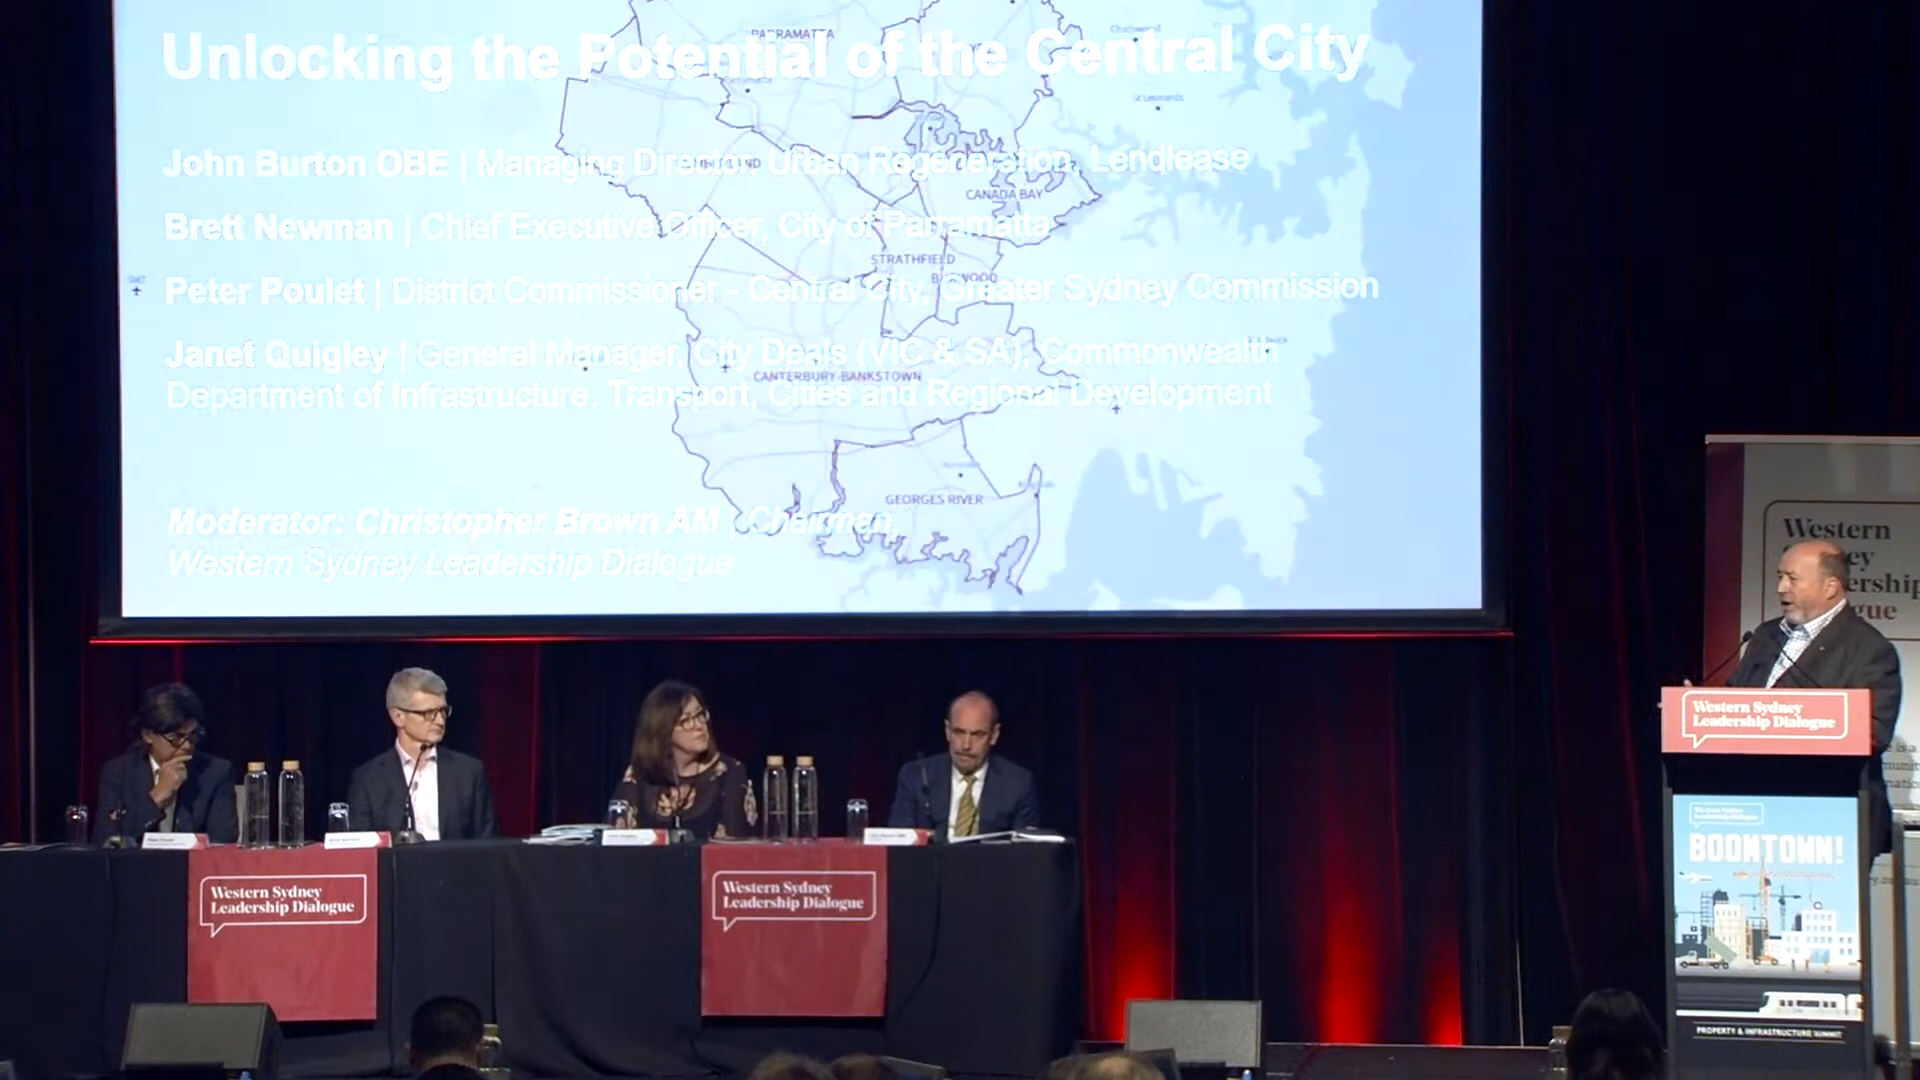 Unlocking the Potential of the Central City
John Burton OBE | Managing Director, Urban Regeneration, Lendlease
Brett Newman | Chief Executive Officer, City of Parramatta
Peter Poulet | District Commissioner - Central City, Greater Sydney Commission
Janet Quigley | General Manager, City Deals (VIC & SA), Commonwealth
Department of Infrastructure, Transport, Cities and Regional Development
Moderator: Christopher Brown AM | Chairman,
Western Sydney Leadership Dialogue
PARRAMATTA
Chatswood
St Leonards
CANADA BAY
STRATHFIELD
CANTERBURY-BANKSTOWN
GEORGES RIVER
Western
Western Sydney
Leadership Dialogue
Western Sydney
Leadership Dialogue
Western Sydney
Leadership Dialogue
Western Sydney
Leadership Dialogue
BOOMTOWN!
PROPERTY & INFRASTRUCTURE SUMMIT